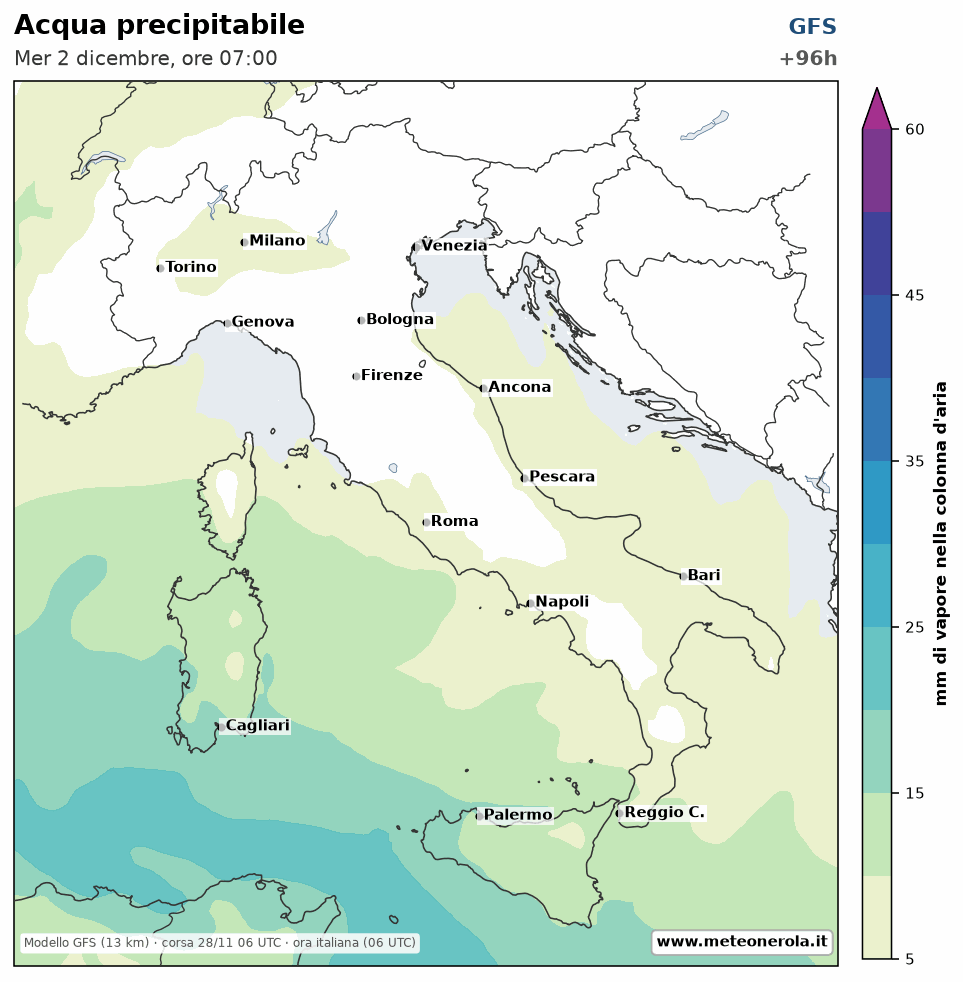 Acqua precipitabile
GFS
Mer 2 dicembre, ore 07:00
+96h
Milano
Venezia
Torino
Genova
Bologna
Firenze
Ancona
Pescara
Roma
Bari
Napoli
Cagliari
Palermo
Reggio C.
60
45
35
25
15
5
mm di vapore nella colonna d'aria
Modello GFS (13 km) · corsa 28/11 06 UTC · ora italiana (06 UTC)
www.meteonerola.it